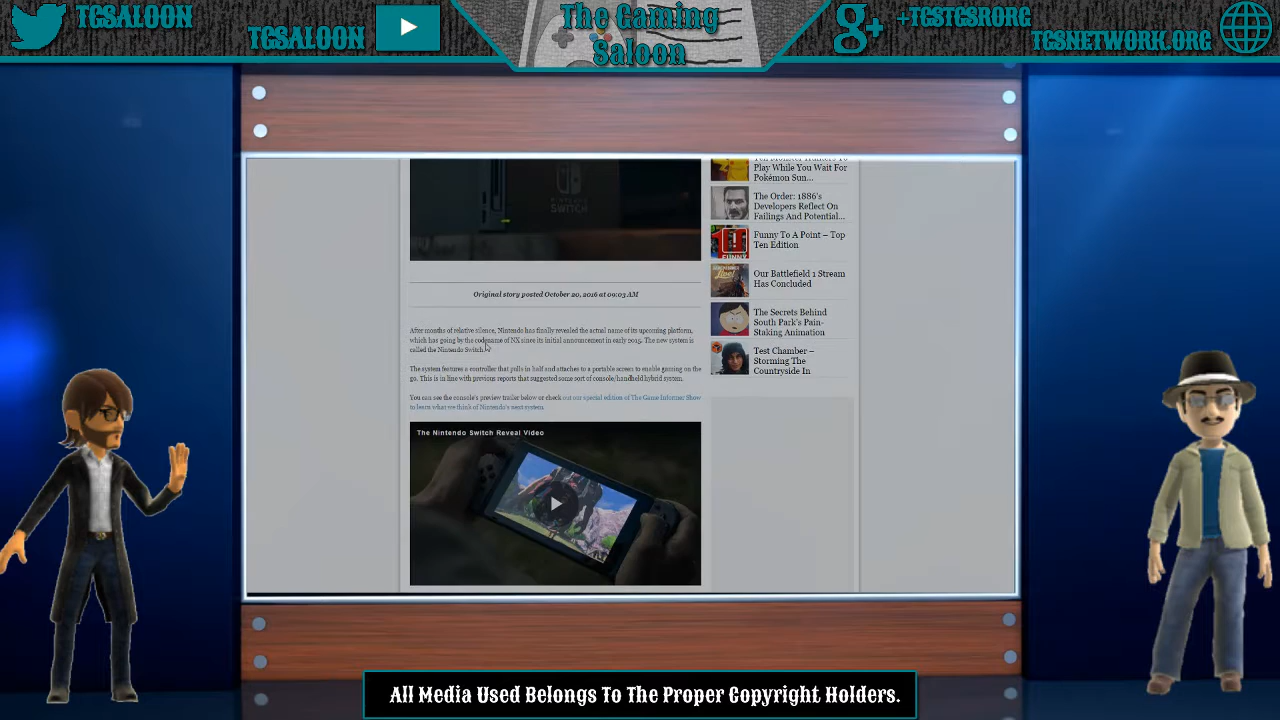 TCSALOON
TGSALOON
The Gaming
Saloon
+TGSTGSRORG
TGSNETWORK.ORG
NINTENDO
SWITCH
Original story posted October 20, 2016 at 09:03 AM
After months of relative silence, Nintendo has finally revealed the actual name of its upcoming platform,
which has going by the codename of NX since its initial announcement in early 2015. The new system is
called the Nintendo Switch.
The system features a controller that pulls in half and attaches to a portable screen to enable gaming on the
go. This is in line with previous reports that suggested some sort of console/handheld hybrid system.
You can see the console's preview trailer below or check out our special edition of The Game Informer Show
to learn what we think of Nintendo's next system.
The Nintendo Switch Reveal Video
Ten Monster Trainers To
Play While You Wait For
Pokémon Sun...
The Order: 1886's
Developers Reflect On
Failings And Potential...
FUNNY
Funny To A Point – Top
Ten Edition
Our Battlefield 1 Stream
Has Concluded
The Secrets Behind
South Park's Pain-
Staking Animation
Test Chamber –
Storming The
Countryside In
All Media Used Belongs To The Proper Copyright Holders.